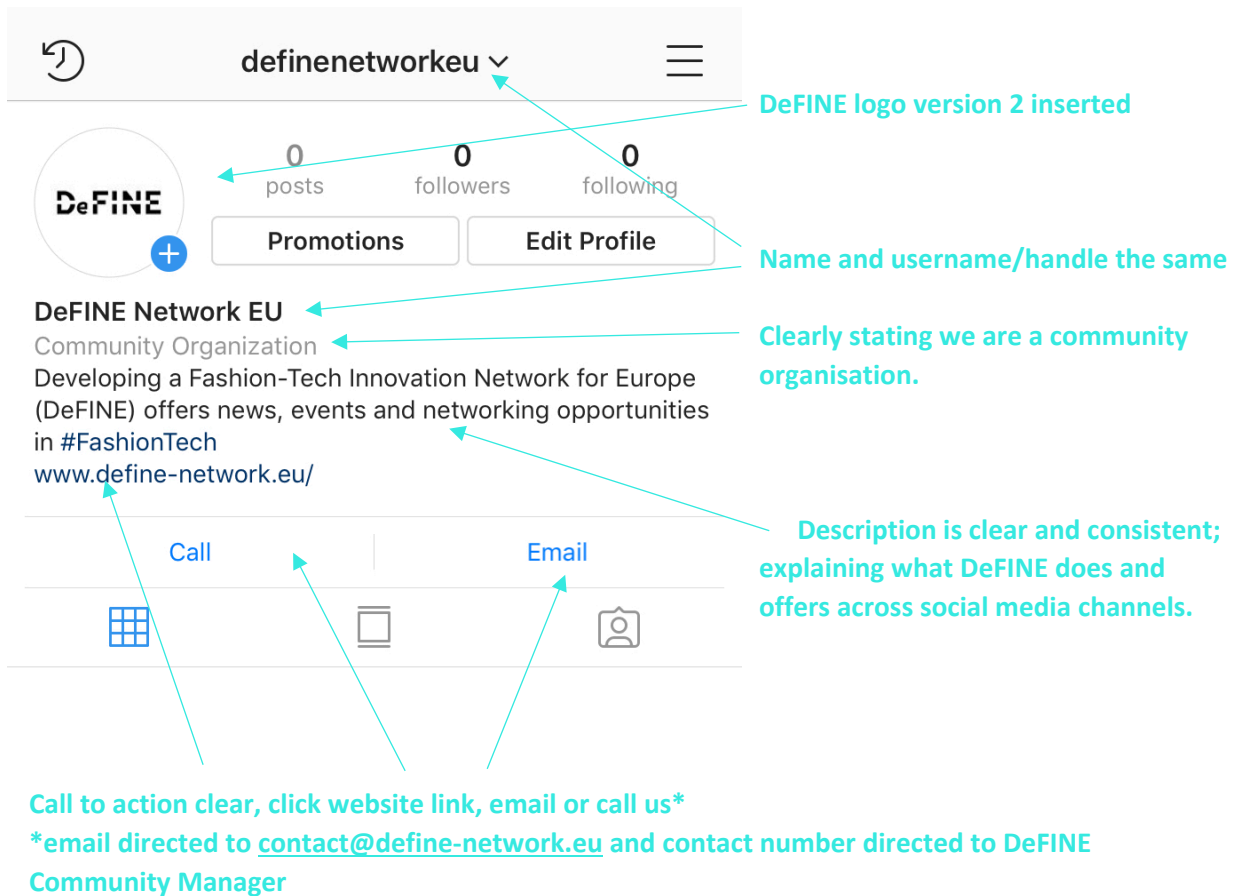 definenetworkeu
DeFINE logo version 2 inserted
0 0 0
posts followers following
DeFINE
Promotions Edit Profile
Name and username/handle the same
DeFINE Network EU
Community Organization
Clearly stating we are a community
organisation.
Developing a Fashion-Tech Innovation Network for Europe
(DeFINE) offers news, events and networking opportunities
in #FashionTech
www.define-network.eu/
Description is clear and consistent;
explaining what DeFINE does and
offers across social media channels.
Call Email
Call to action clear, click website link, email or call us*
*email directed to contact@define-network.eu and contact number directed to DeFINE
Community Manager